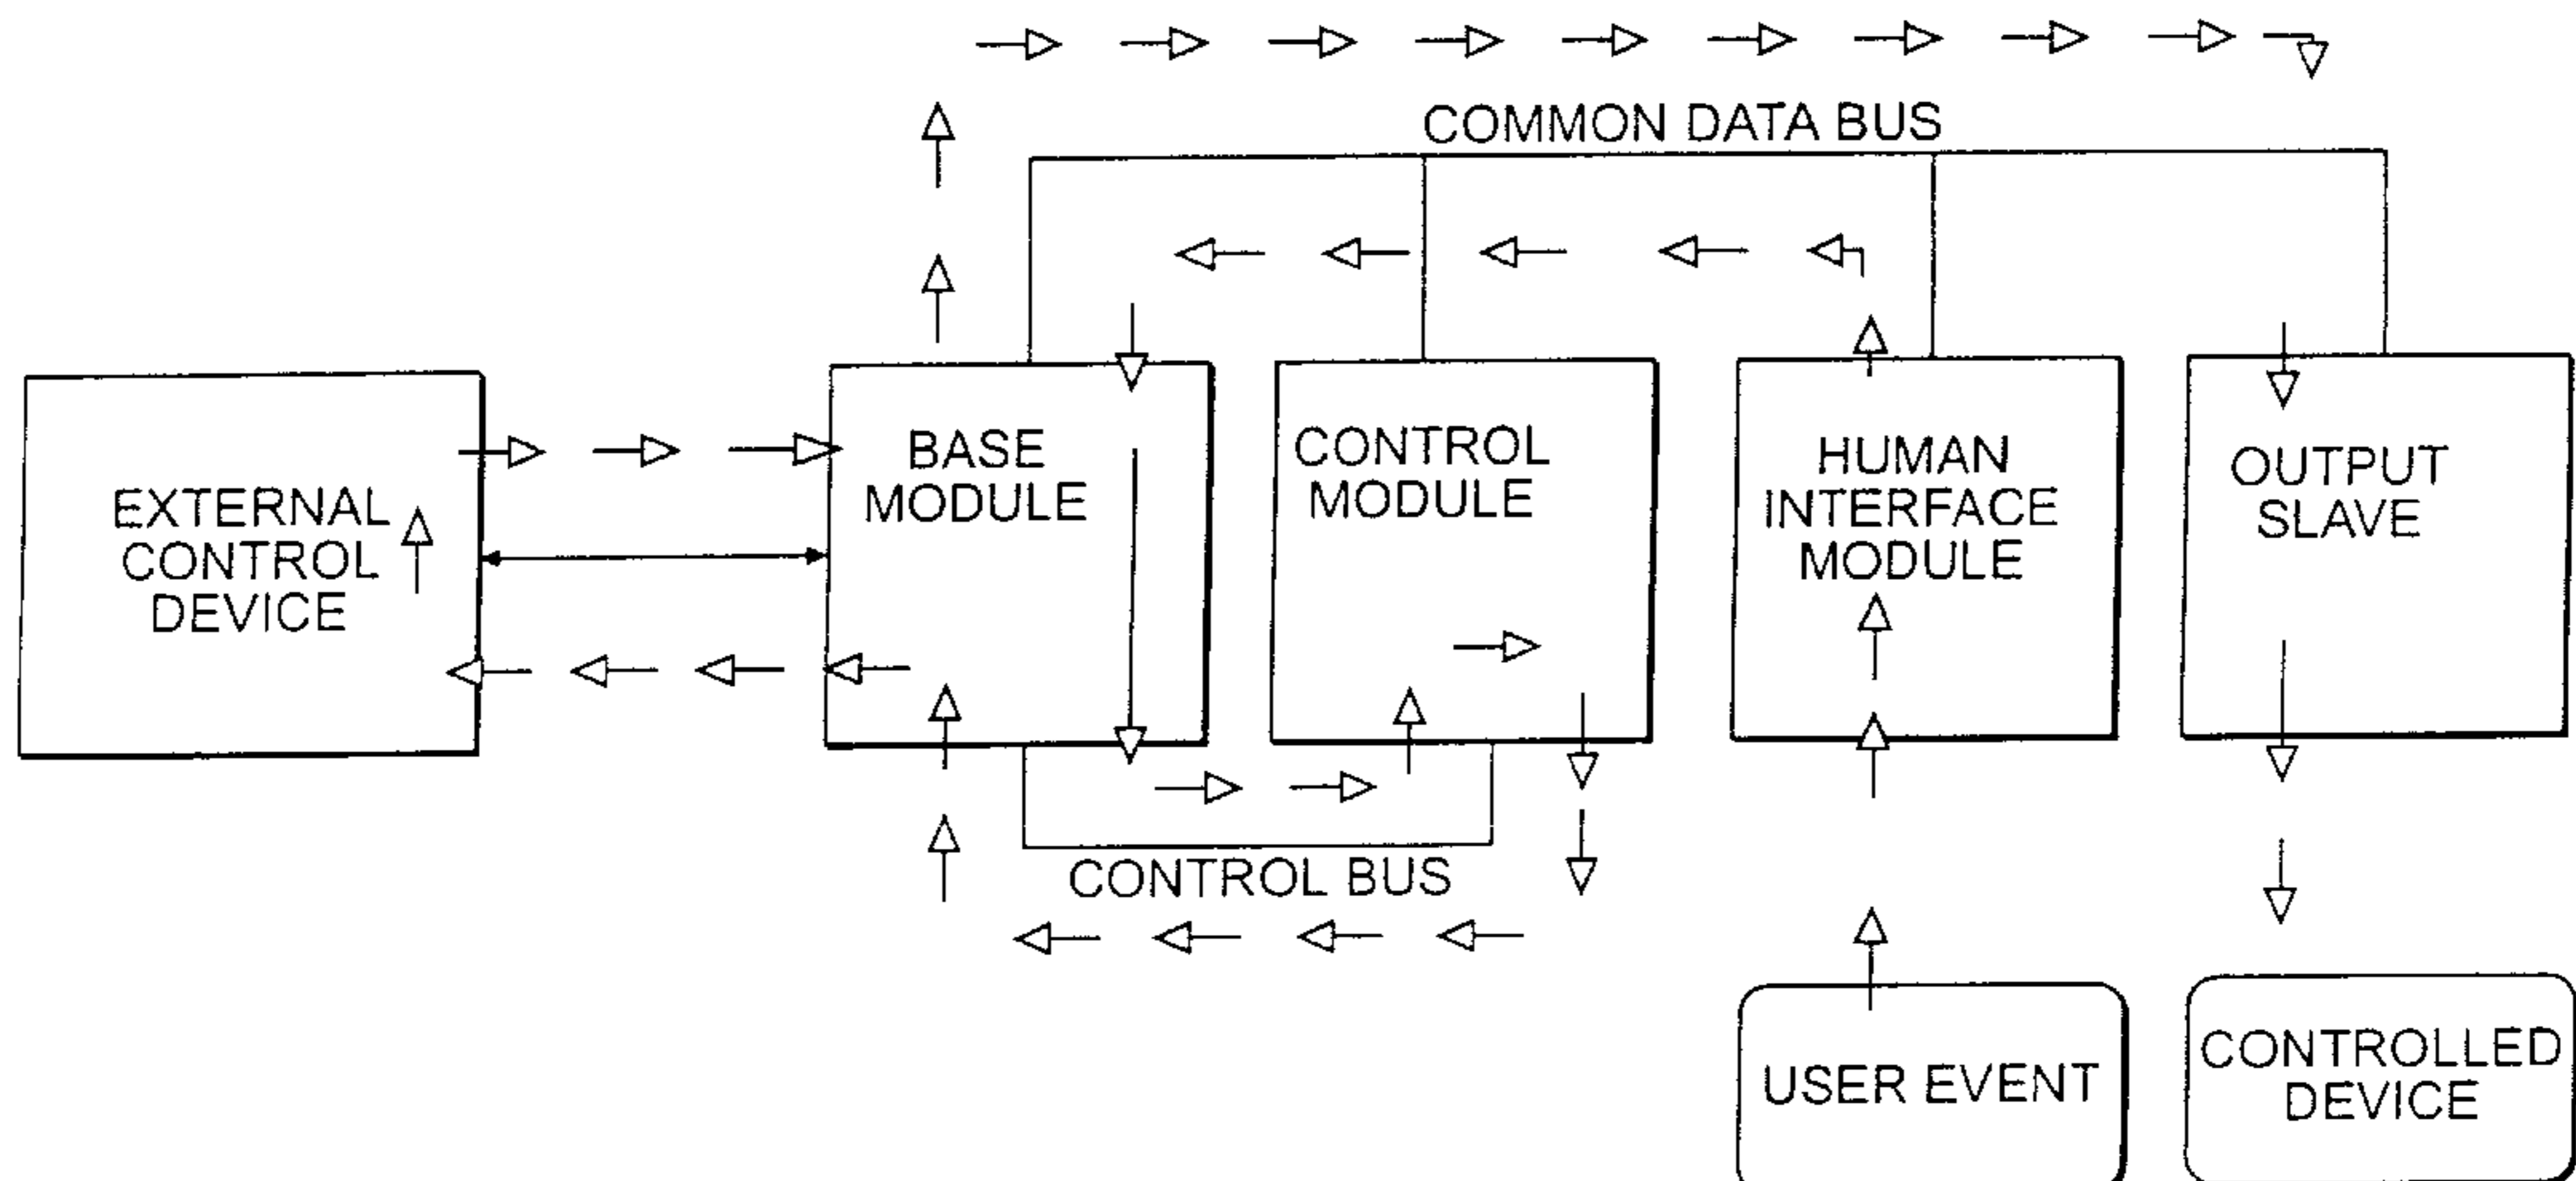 COMMON DATA BUS
EXTERNAL
CONTROL
DEVICE
BASE
MODULE
CONTROL
MODULE
HUMAN
INTERFACE
MODULE
OUTPUT
SLAVE
CONTROL BUS
USER EVENT
CONTROLLED
DEVICE